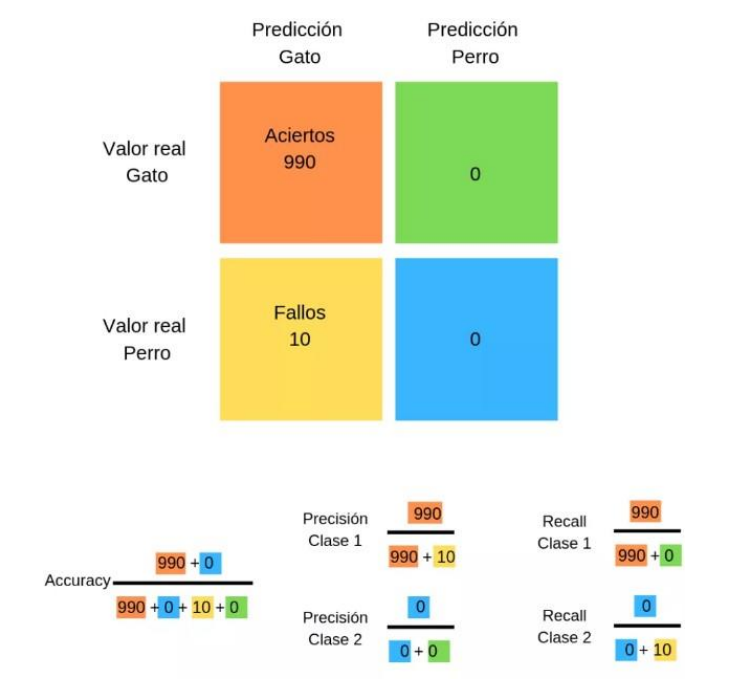 Predicción
Gato
Predicción
Perro
Valor real
Gato
Aciertos
990
0
Valor real
Perro
Fallos
10
0
Accuracy
990 + 0
990 + 0 + 10 + 0
Precisión
Clase 1
990
990 + 10
Recall
Clase 1
990
990 + 0
Precisión
Clase 2
0
0 + 0
Recall
Clase 2
0
0 + 10